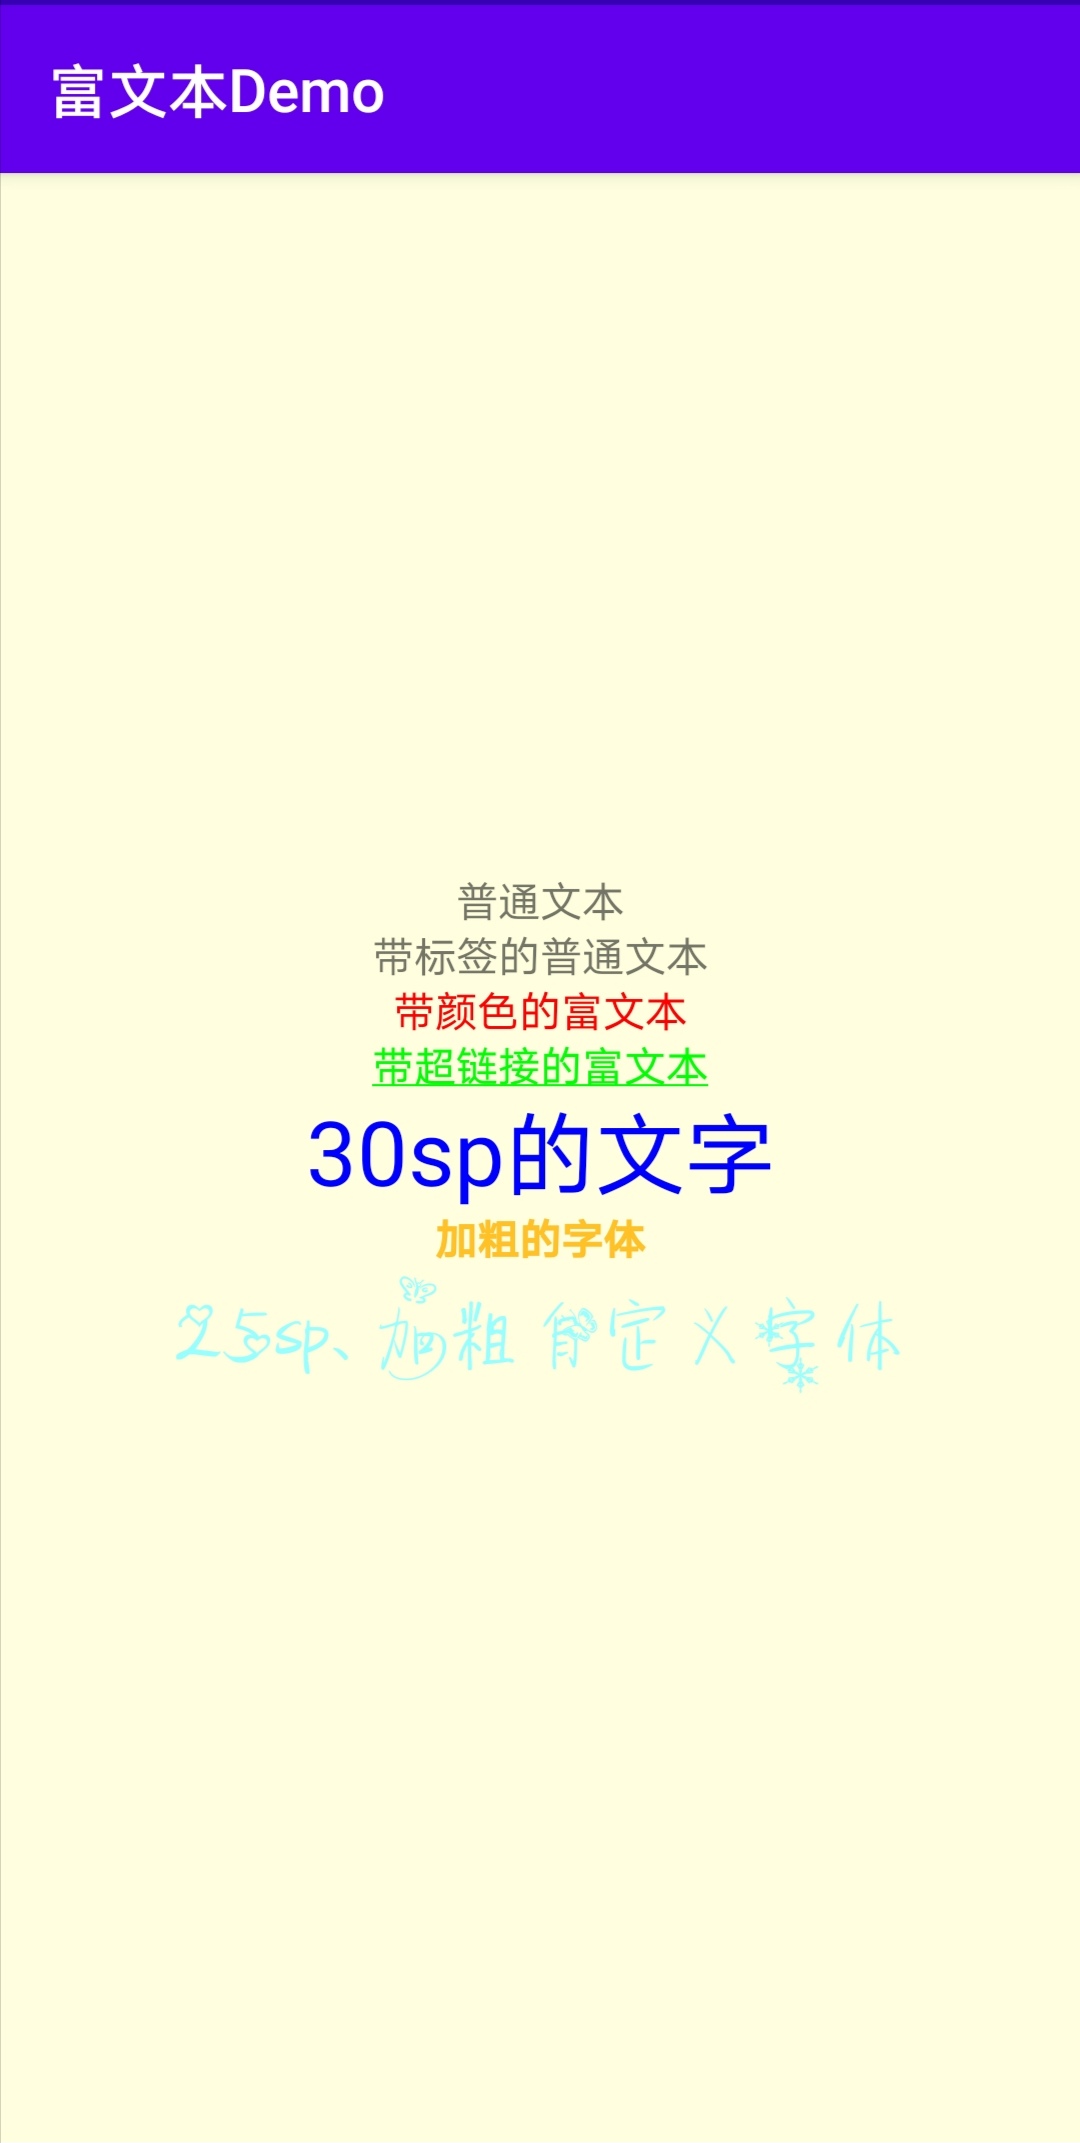 富文本Demo
普通文本
带标签的普通文本
带颜色的富文本
带超链接的富文本
30sp的文字
加粗的字体
25sp、加粗自定义字体